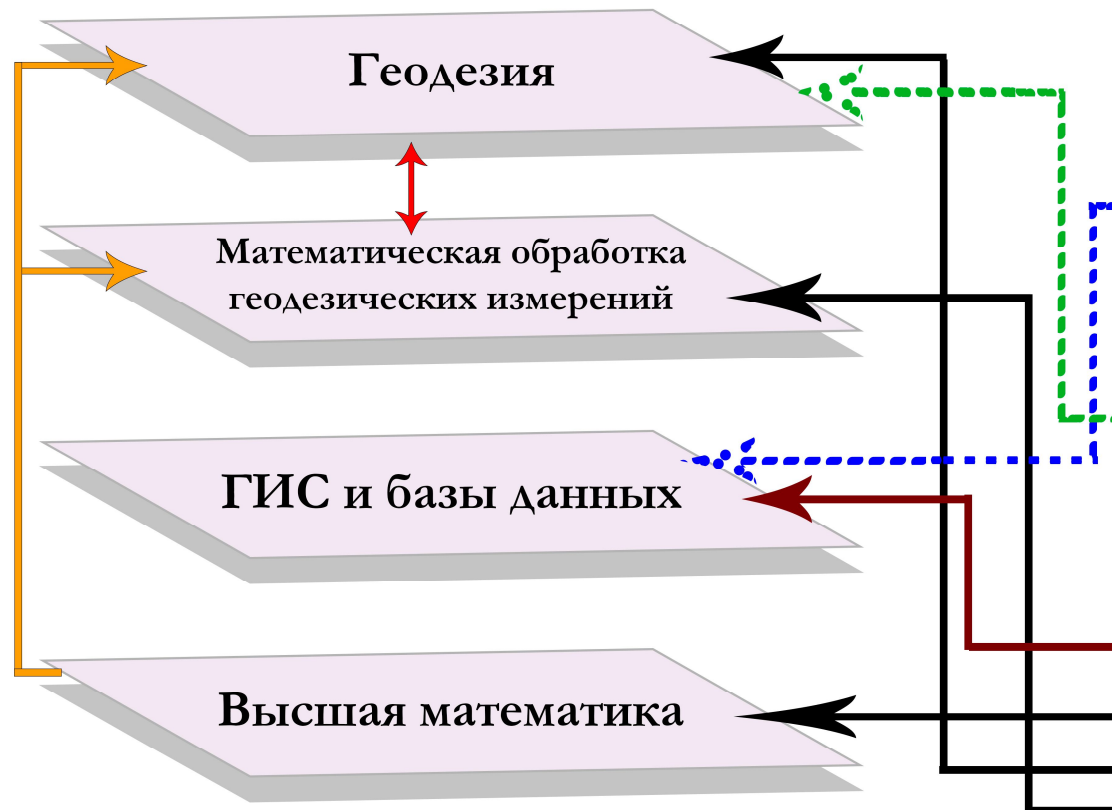 Геодезия
Математическая обработка
геодезических измерений
ГИС и базы данных
Высшая математика